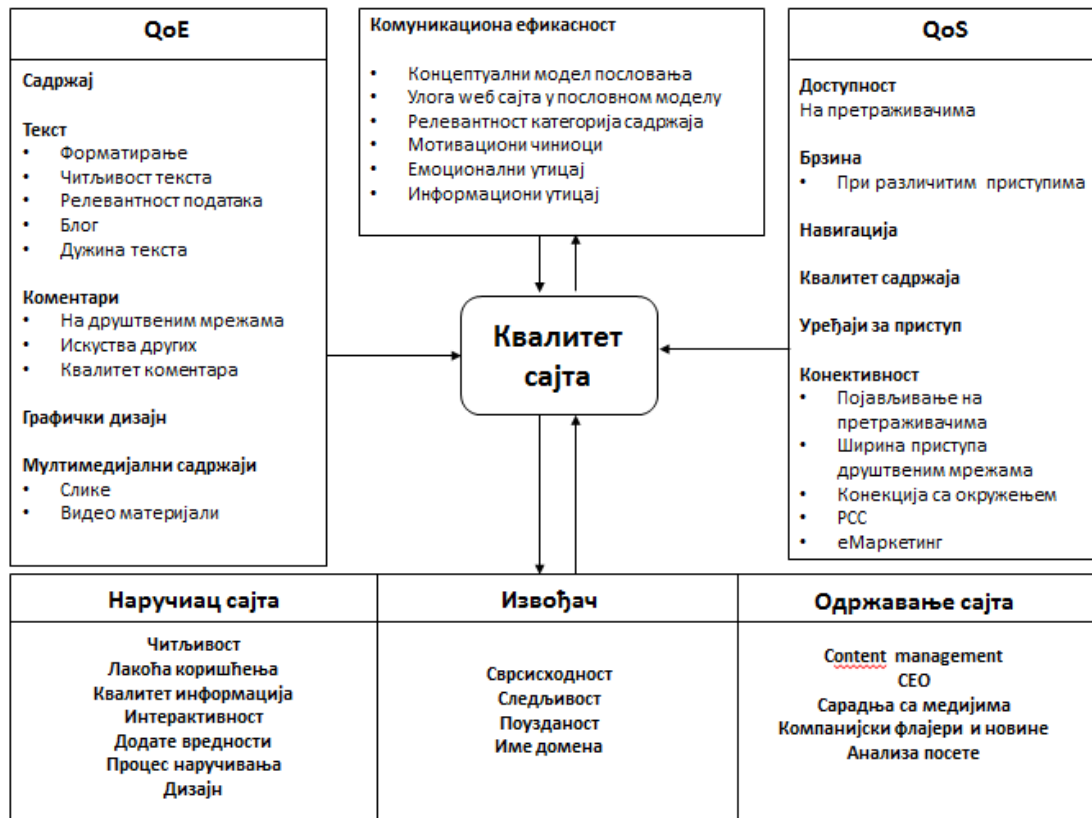 QoE
Садржај
Текст
• Форматирање
• Читљивост текста
• Релевантност података
• Блог
• Дужина текста
Коментари
• На друштвеним мрежама
• Искуства других
• Квалитет коментара
Графички дизајн
Мултимедијални садржаји
• Слике
• Видео материјали
Комуникациона ефикасност
• Концептуални модел пословања
• Улога wеб сајта у пословном моделу
• Релевантност категорија садржаја
• Мотивациони чиниоци
• Емоционални утицај
• Информациони утицај
QoS
Доступност
На претраживачима
Брзина
• При различитим приступима
Навигација
Квалитет садржаја
Уређаји за приступ
Конективност
• Појављивање на
претраживачима
• Ширина приступа
друштвеним мрежама
• Конекција са окружењем
• РСС
• еМаркетинг
Квалитет
сајта
Наручиац сајта
Читљивост
Лакоћа коришћења
Квалитет информација
Интерактивност
Додате вредности
Процес наручивања
Дизајн
Извођач
Сврсисходност
Следљивост
Поузданост
Име домена
Одржавање сајта
Content management
СЕО
Сарадња са медијима
Компанијски флајери и новине
Анализа посете